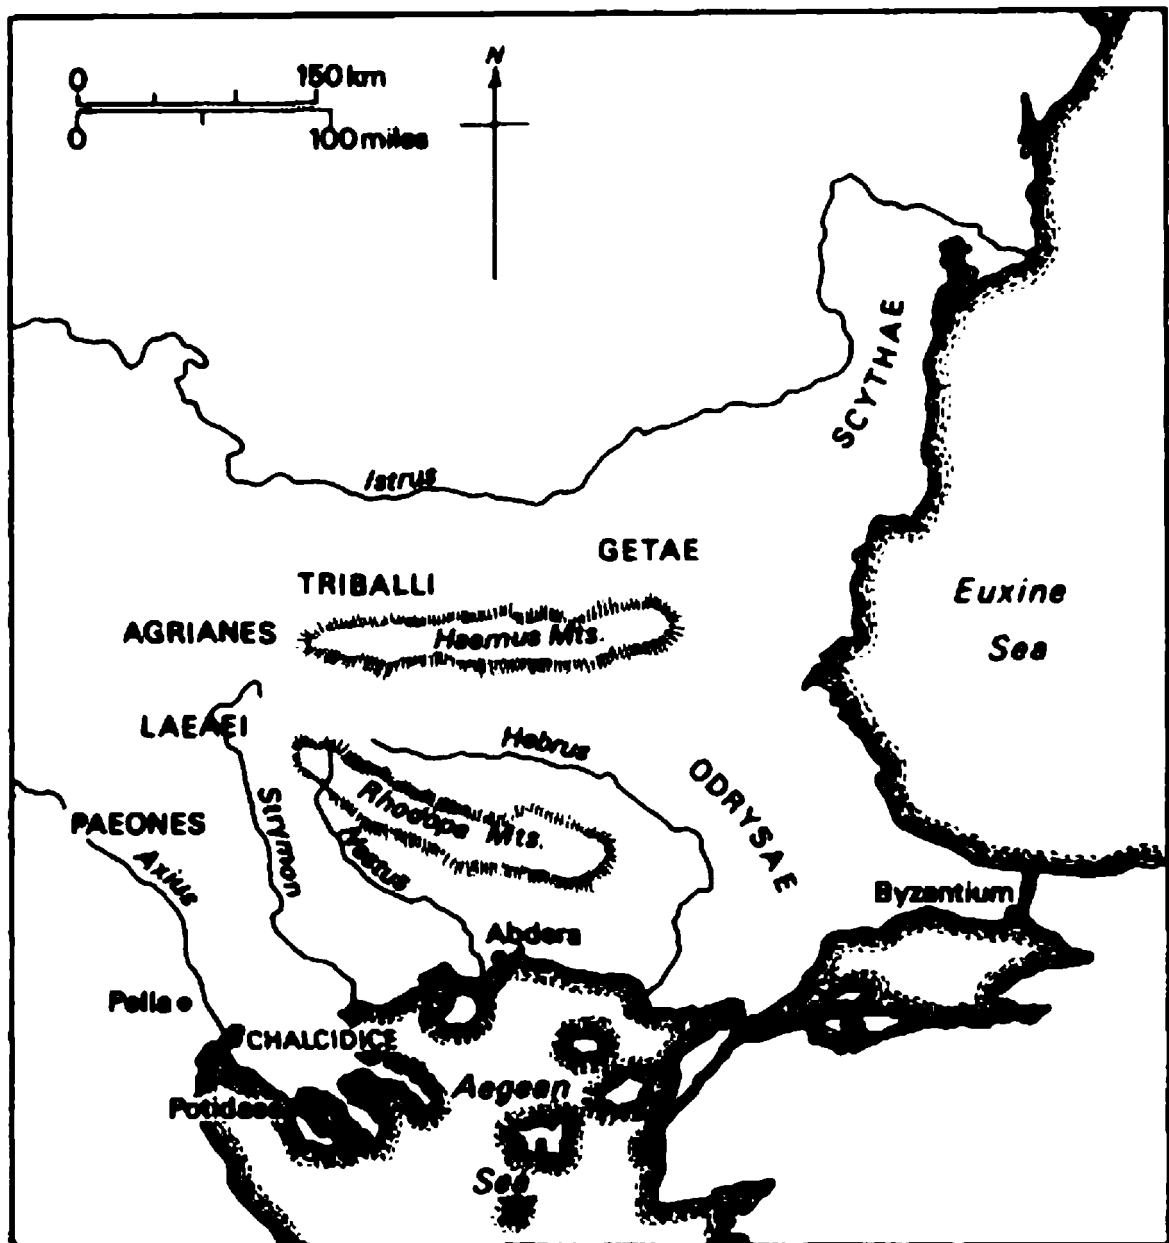 N
0 150 km
0 100 miles
SCYTHAE
Istrus
GETAE
TRIBALLI
Euxine
Sea
AGRIANES
Haemus Mts.
LAEAEI
Hebrus
ODRYSAE
Rhodope Mts.
Strymon
PAEONES
Nestus
Axius
Byzantium
Abdera
Pella
CHALCIDICE
Aegean
Potidaea
Sea